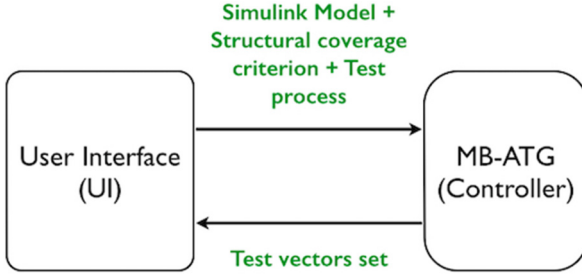 Simulink Model +
Structural coverage
criterion + Test
process
User Interface
(UI)
MB-ATG
(Controller)
Test vectors set